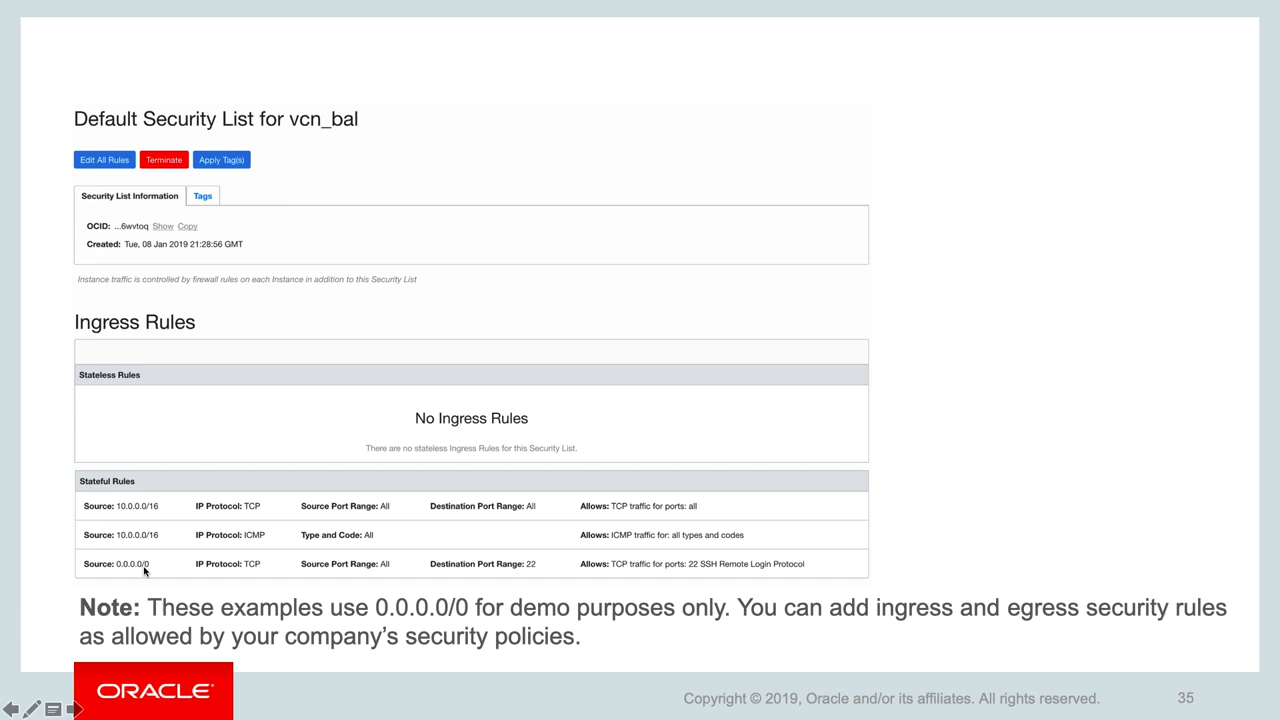 Default Security List for vcn_bal
Edit All Rules Terminate Apply Tag(s)
Security List Information Tags
OCID: ...6wvtoq Show Copy
Created: Tue, 08 Jan 2019 21:28:56 GMT
Instance traffic is controlled by firewall rules on each Instance in addition to this Security List
Ingress Rules
Stateless Rules
No Ingress Rules
There are no stateless Ingress Rules for this Security List.
Stateful Rules
Source: 10.0.0.0/16 IP Protocol: TCP Source Port Range: All Destination Port Range: All Allows: TCP traffic for ports: all
Source: 10.0.0.0/16 IP Protocol: ICMP Type and Code: All Allows: ICMP traffic for: all types and codes
Source: 0.0.0.0/0 IP Protocol: TCP Source Port Range: All Destination Port Range: 22 Allows: TCP traffic for ports: 22 SSH Remote Login Protocol
Note: These examples use 0.0.0.0/0 for demo purposes only. You can add ingress and egress security rules
as allowed by your company's security policies.
ORACLE
Copyright © 2019, Oracle and/or its affiliates. All rights reserved. 35